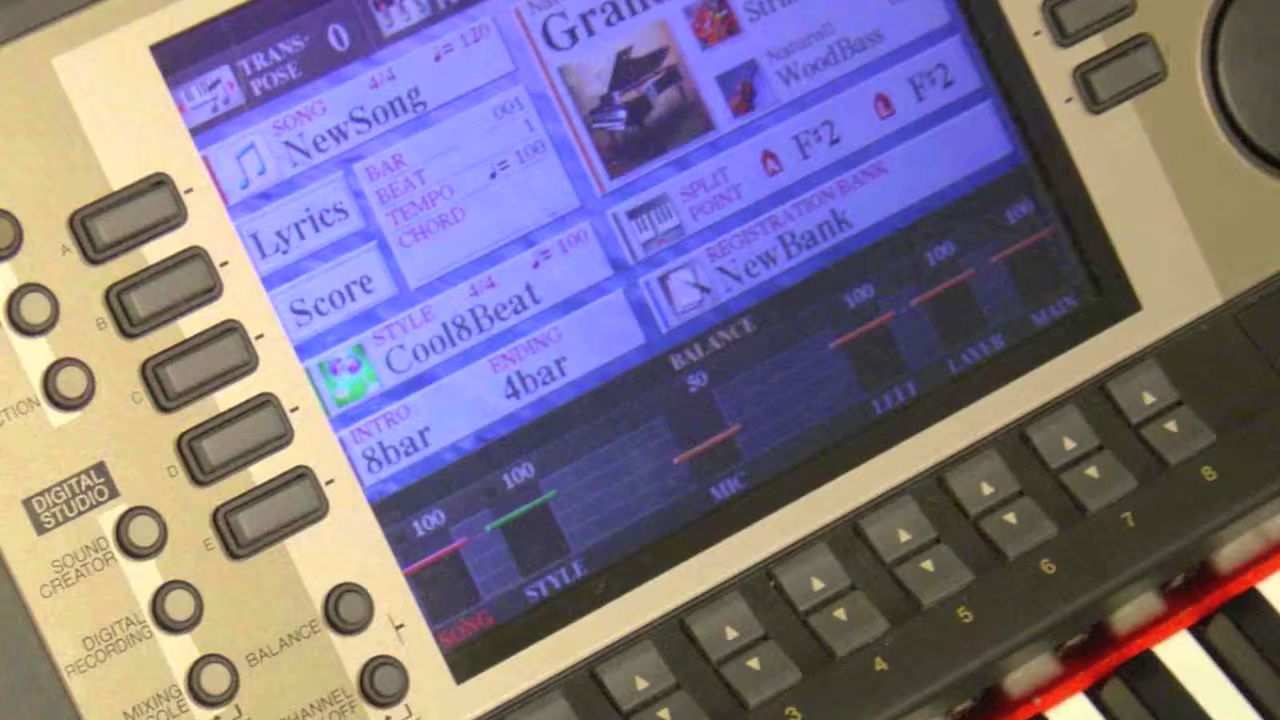 TRANS-
POSE
0
SONG
4/4
♩= 120
NewSong
Lyrics
Score
BAR
001
BEAT
1
TEMPO
♩= 100
CHORD
STYLE
4/4
♩= 100
Cool8Beat
INTRO
8bar
ENDING
4bar
Natural!
WoodBass
SPLIT
POINT
F#2
F#2
REGISTRATION BANK
NewBank
BALANCE
100
100
50
100
100
100
SONG
STYLE
MIC
LEFT
LAYER
MAIN
A
B
C
D
E
DIGITAL
STUDIO
SOUND
CREATOR
DIGITAL
RECORDING
MIXING
BALANCE
3
4
5
6
7
8